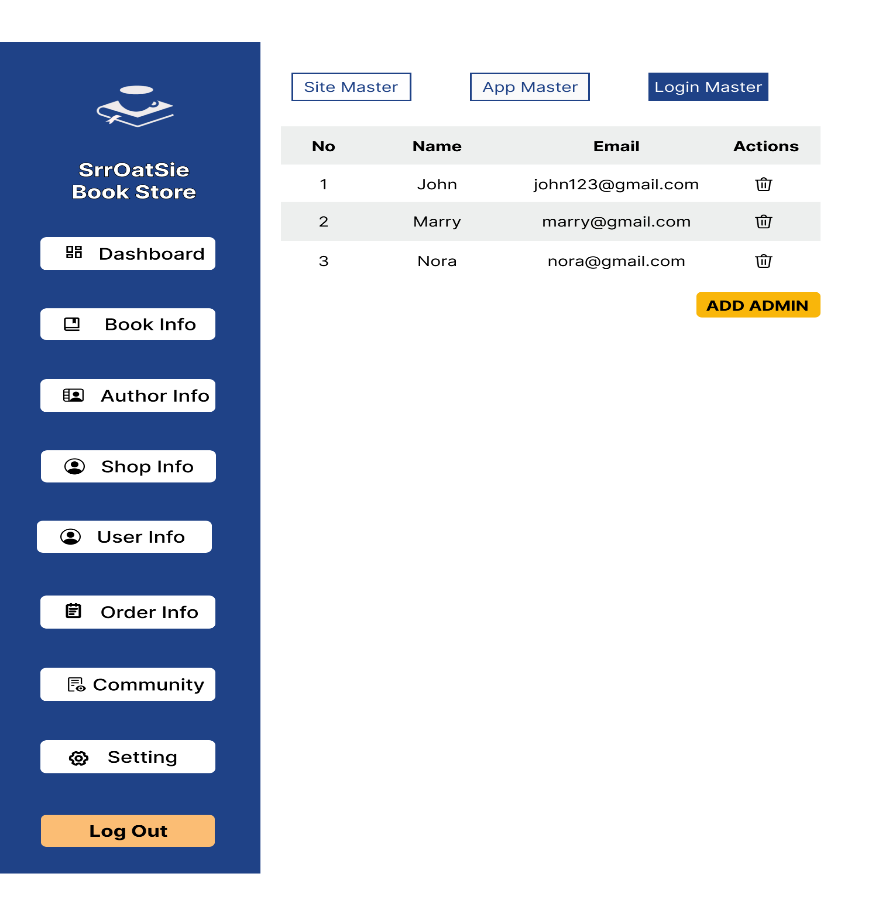 SrrOatSie
Book Store
Dashboard
Book Info
Author Info
Shop Info
User Info
Order Info
Community
Setting
Log Out
Site Master App Master Login Master
No Name Email Actions
1 John john123@gmail.com
2 Marry marry@gmail.com
3 Nora nora@gmail.com
ADD ADMIN